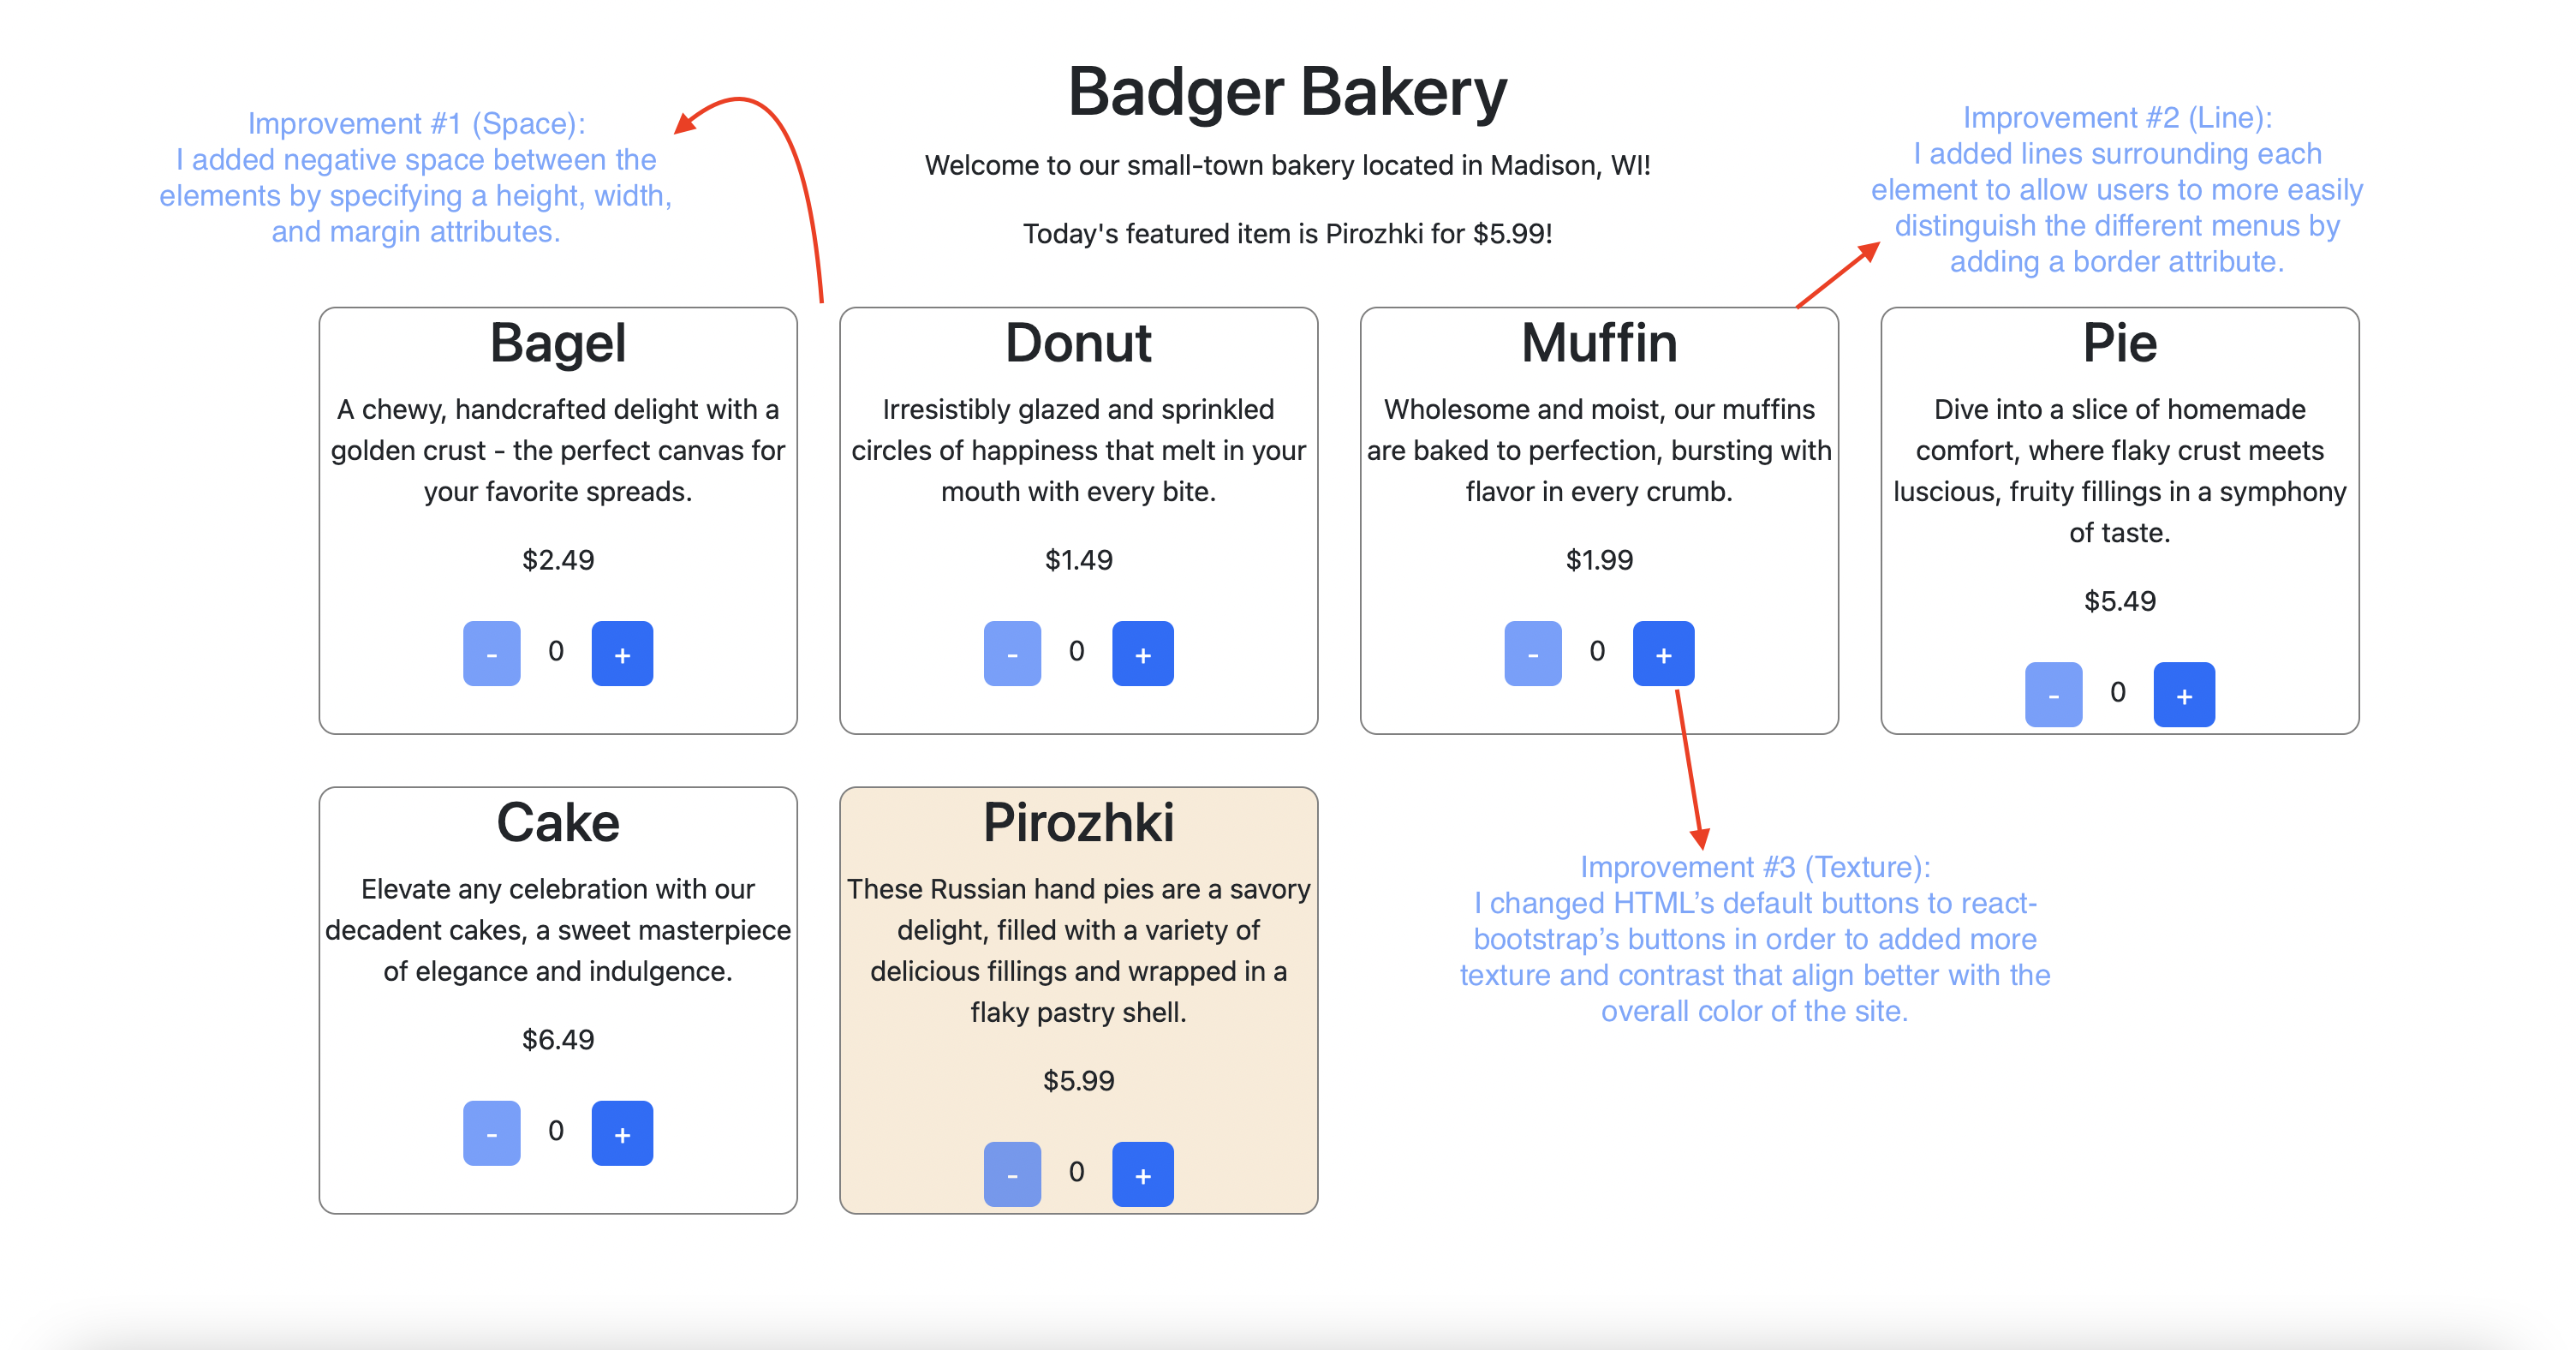 Badger Bakery
Welcome to our small-town bakery located in Madison, WI!
Today's featured item is Pirozhki for $5.99!
Improvement #1 (Space):
I added negative space between the
elements by specifying a height, width,
and margin attributes.
Improvement #2 (Line):
I added lines surrounding each
element to allow users to more easily
distinguish the different menus by
adding a border attribute.
Bagel
A chewy, handcrafted delight with a
golden crust - the perfect canvas for
your favorite spreads.
$2.49
- 0 +
Donut
Irresistibly glazed and sprinkled
circles of happiness that melt in your
mouth with every bite.
$1.49
- 0 +
Muffin
Wholesome and moist, our muffins
are baked to perfection, bursting with
flavor in every crumb.
$1.99
- 0 +
Pie
Dive into a slice of homemade
comfort, where flaky crust meets
luscious, fruity fillings in a symphony
of taste.
$5.49
- 0 +
Cake
Elevate any celebration with our
decadent cakes, a sweet masterpiece
of elegance and indulgence.
$6.49
- 0 +
Pirozhki
These Russian hand pies are a savory
delight, filled with a variety of
delicious fillings and wrapped in a
flaky pastry shell.
$5.99
- 0 +
Improvement #3 (Texture):
I changed HTML’s default buttons to react-
bootstrap’s buttons in order to added more
texture and contrast that align better with the
overall color of the site.